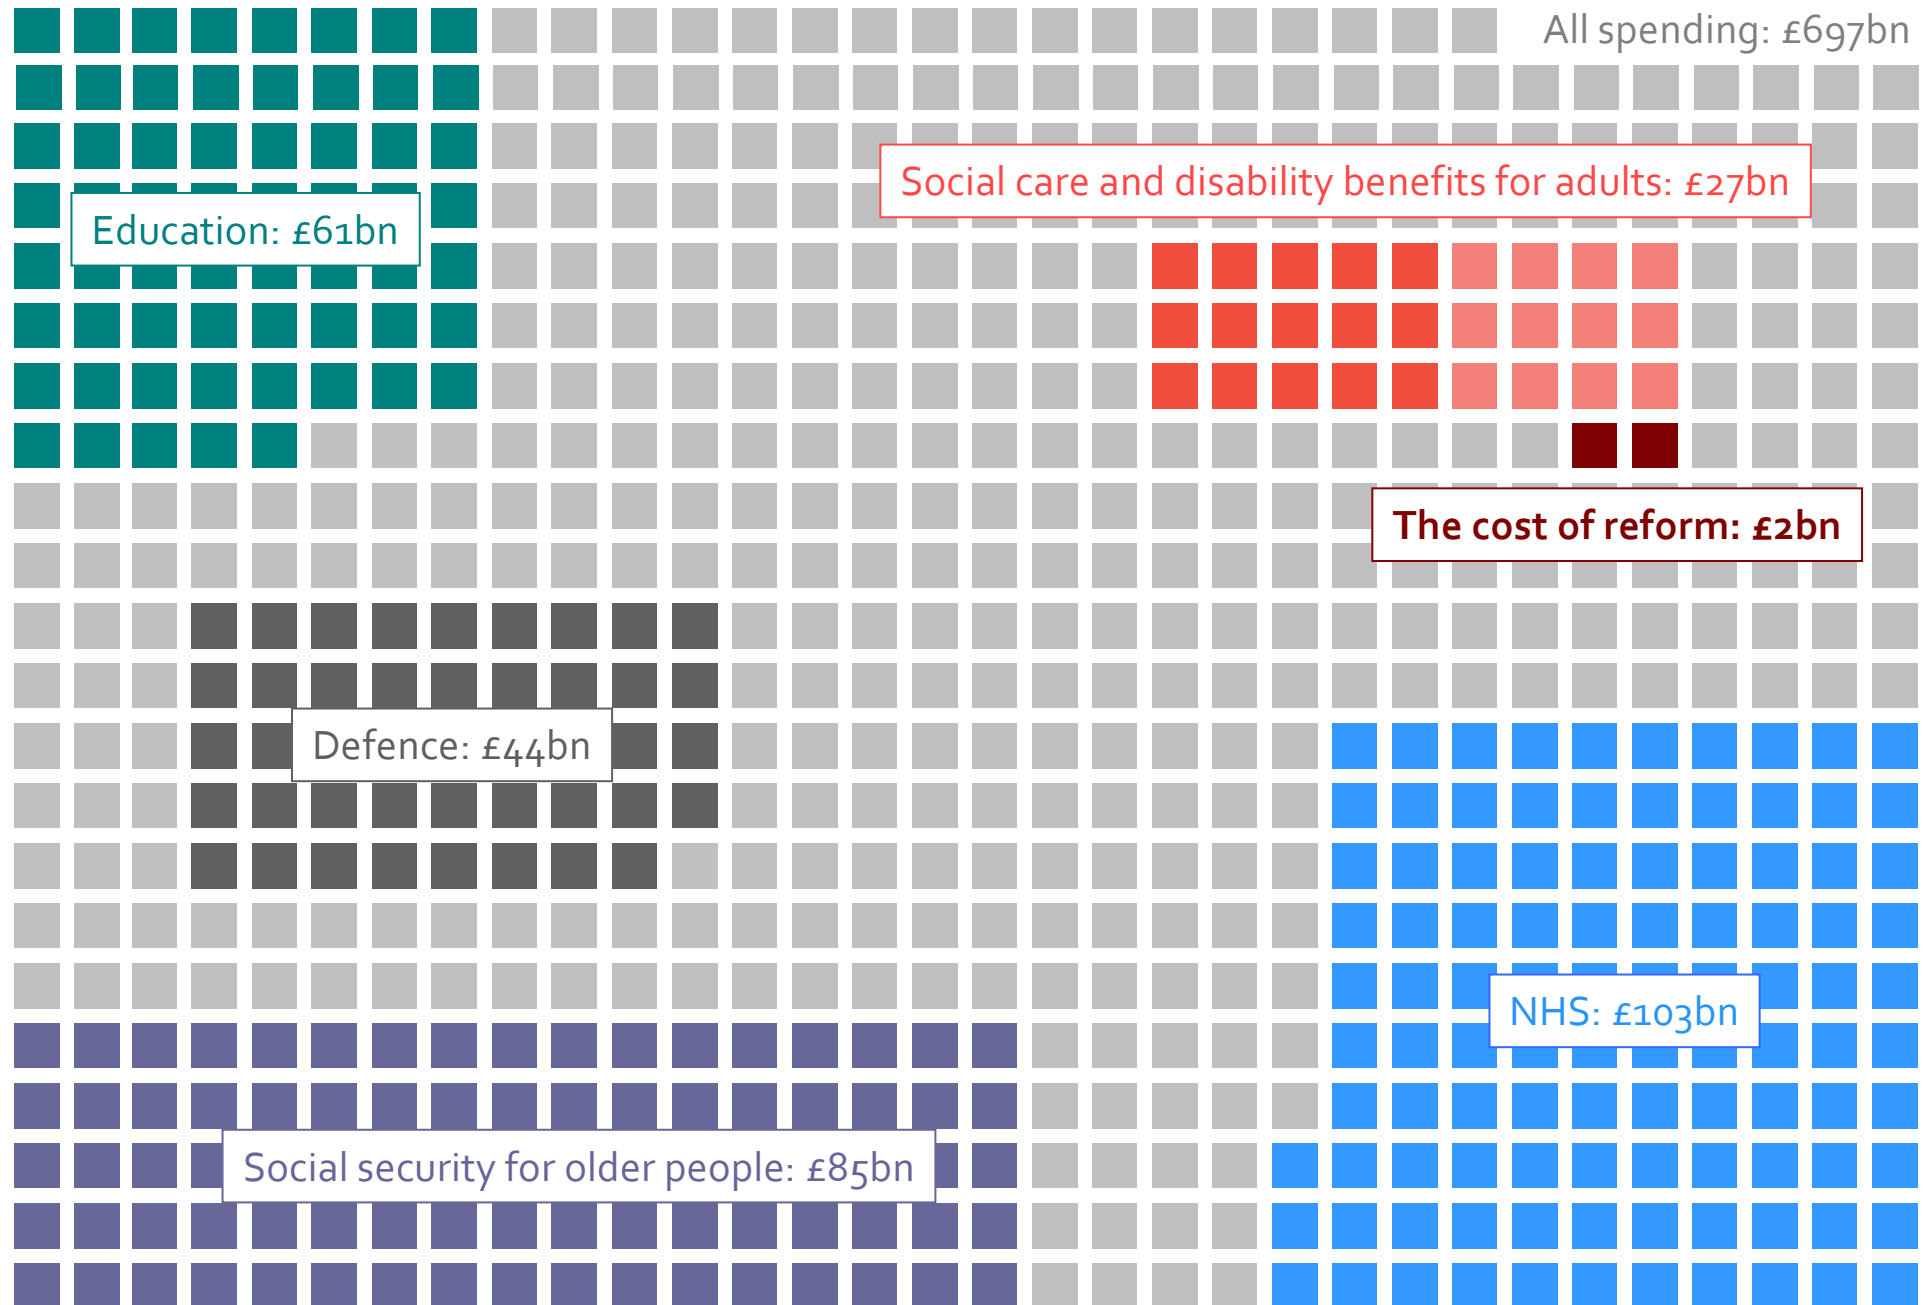 All spending: £697bn
Social care and disability benefits for adults: £27bn
Education: £61bn
The cost of reform: £2bn
Defence: £44bn
NHS: £103bn
Social security for older people: £85bn